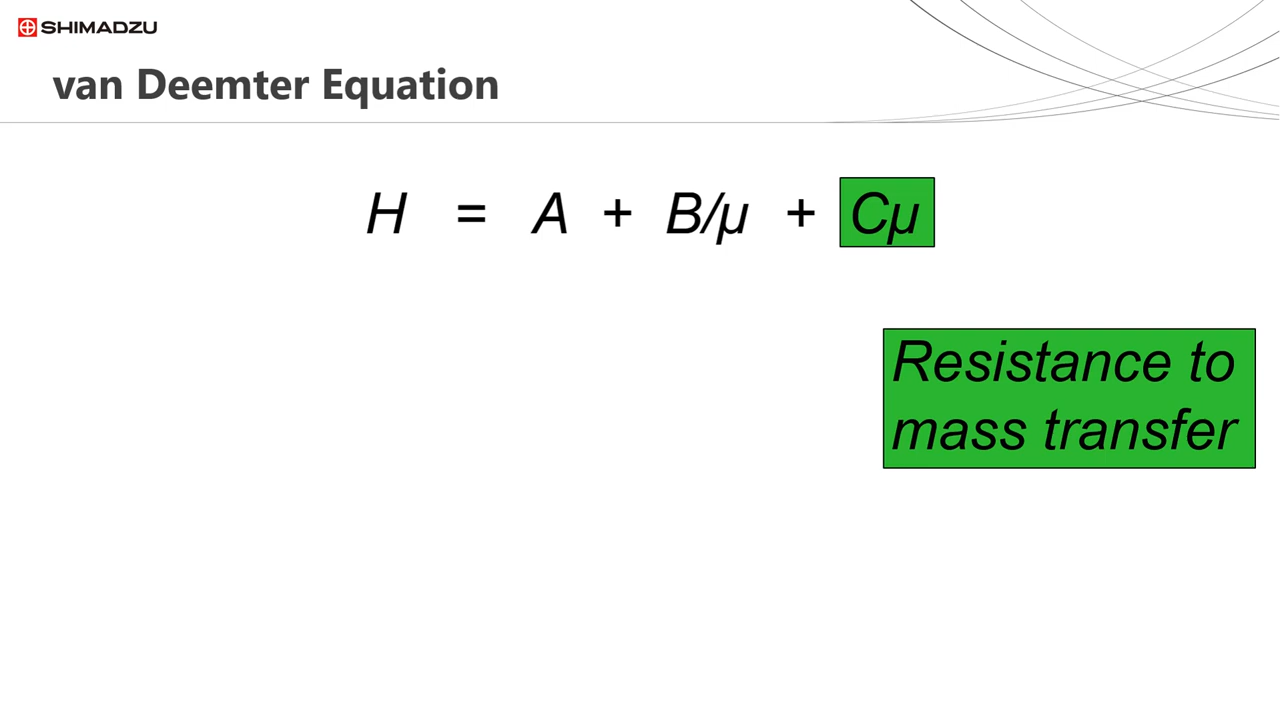 SHIMADZU
van Deemter Equation
H = A + B/μ + Cμ
Resistance to
mass transfer